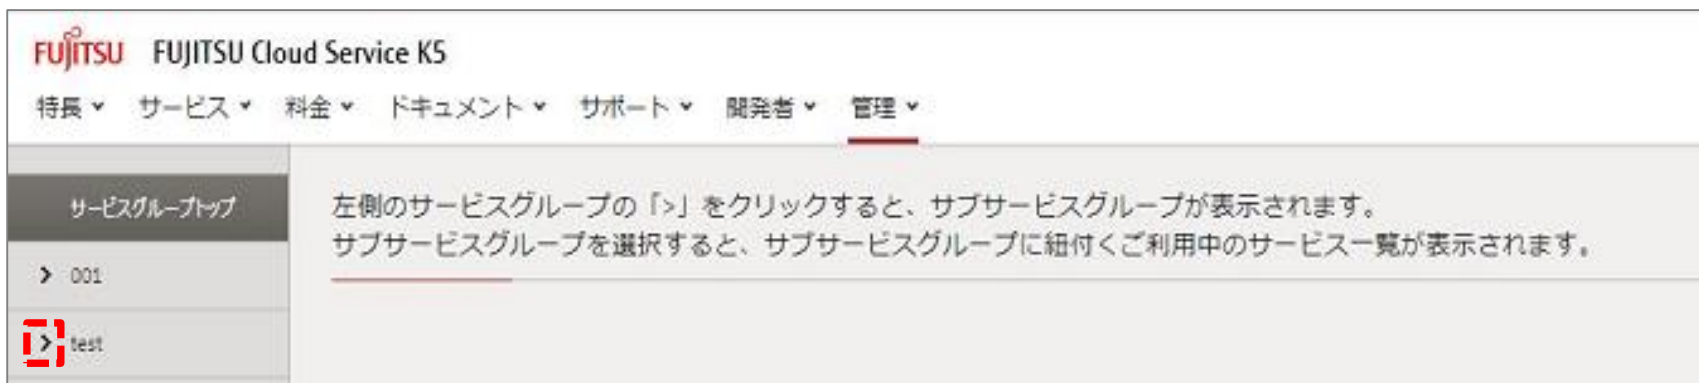 FUJITSU FUJITSU Cloud Service K5
特長 サービス 料金 ドキュメント サポート 開発者 管理
サービスグループトップ
左側のサービスグループの「>」をクリックすると、サブサービスグループが表示されます。
サブサービスグループを選択すると、サブサービスグループに紐付くご利用中のサービス一覧が表示されます。
> 001
> test